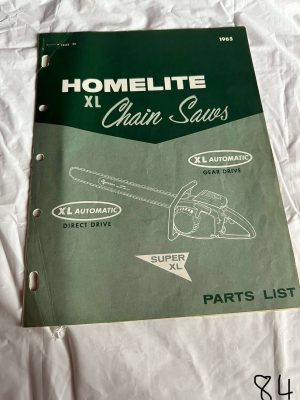 1965
HOMELITE
XL
Chain Saws
XL AUTOMATIC
GEAR DRIVE
XL AUTOMATIC
DIRECT DRIVE
SUPER
XL
PARTS LIST
84